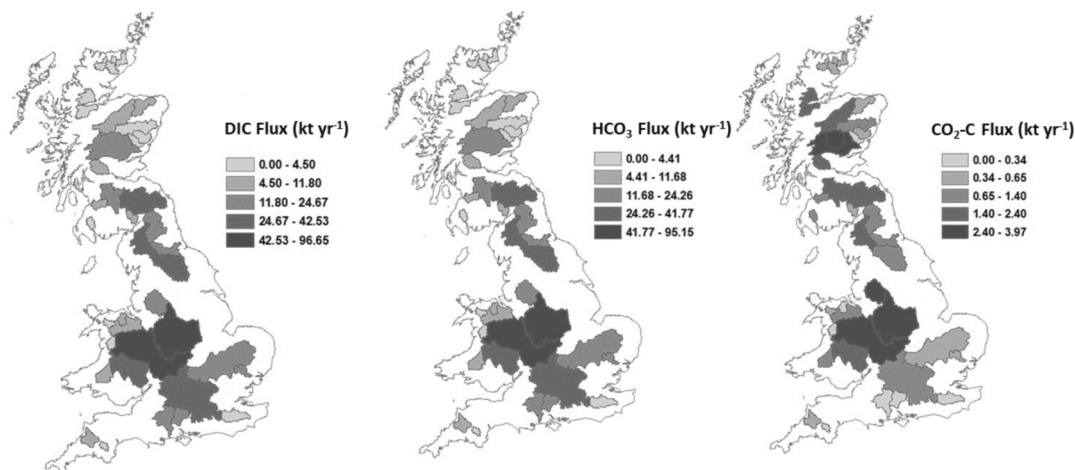 DIC Flux (kt yr-1)
0.00 - 4.50
4.50 - 11.80
11.80 - 24.67
24.67 - 42.53
42.53 - 96.65
HCO3 Flux (kt yr-1)
0.00 - 4.41
4.41 - 11.68
11.68 - 24.26
24.26 - 41.77
41.77 - 95.15
CO2-C Flux (kt yr-1)
0.00 - 0.34
0.34 - 0.65
0.65 - 1.40
1.40 - 2.40
2.40 - 3.97